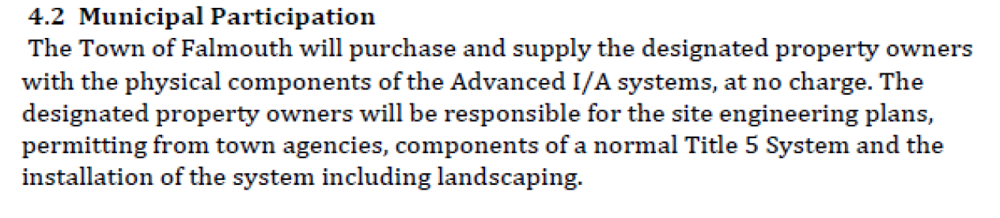 4.2 Municipal Participation
The Town of Falmouth will purchase and supply the designated property owners
with the physical components of the Advanced I/A systems, at no charge. The
designated property owners will be responsible for the site engineering plans,
permitting from town agencies, components of a normal Title 5 System and the
installation of the system including landscaping.